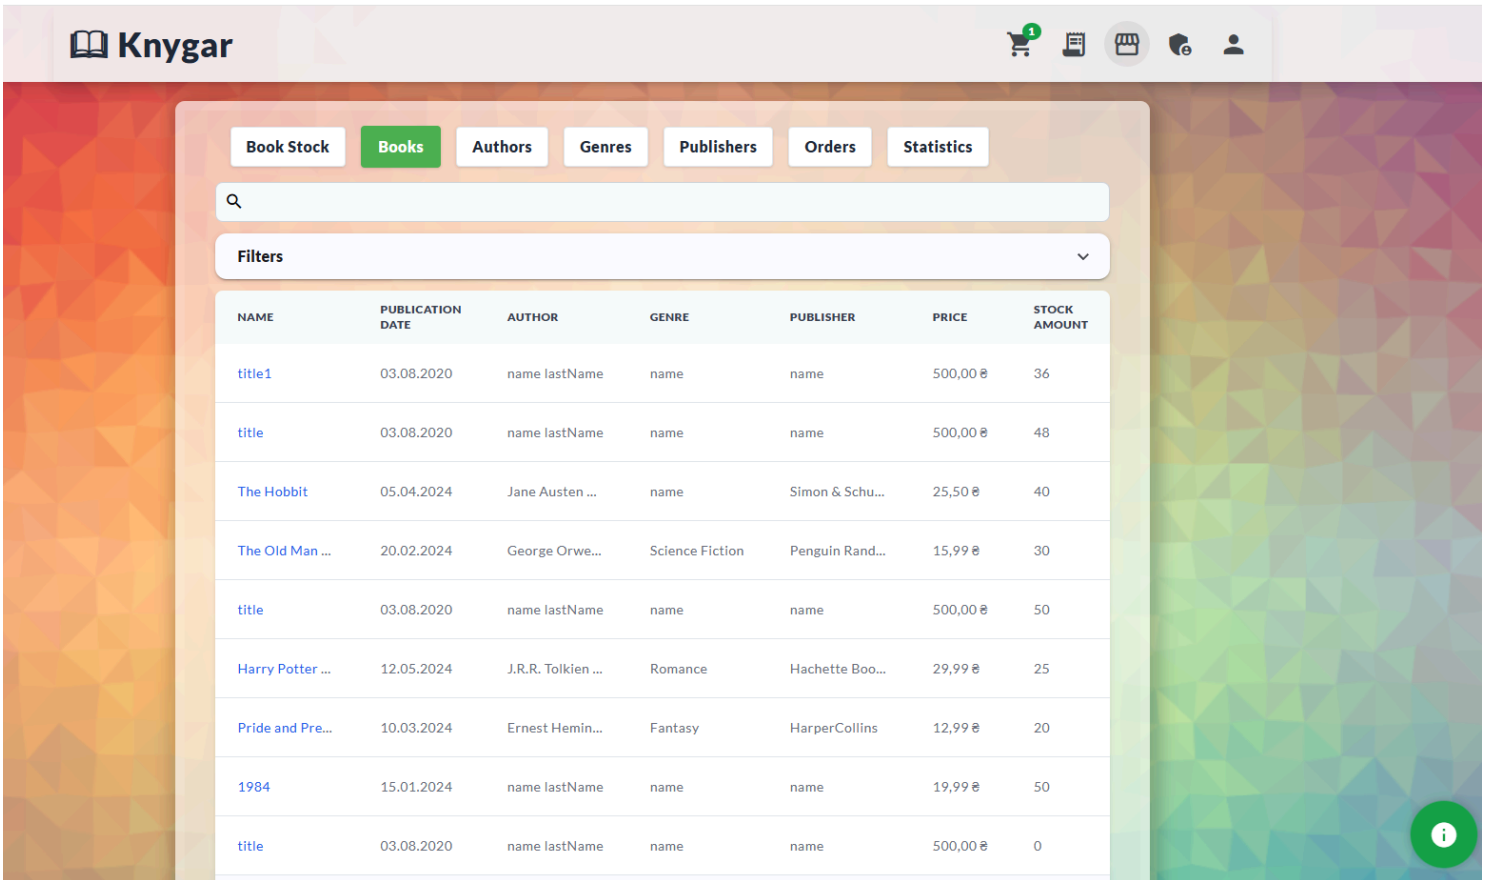 Knygar
1
Book Stock Books Authors Genres Publishers Orders Statistics
Filters
NAME PUBLICATION DATE AUTHOR GENRE PUBLISHER PRICE STOCK AMOUNT
title1 03.08.2020 name lastName name name 500,00 ₴ 36
title 03.08.2020 name lastName name name 500,00 ₴ 48
The Hobbit 05.04.2024 Jane Austen ... name Simon & Schu... 25,50 ₴ 40
The Old Man ... 20.02.2024 George Orwe... Science Fiction Penguin Rand... 15,99 ₴ 30
title 03.08.2020 name lastName name name 500,00 ₴ 50
Harry Potter ... 12.05.2024 J.R.R. Tolkien ... Romance Hachette Boo... 29,99 ₴ 25
Pride and Pre... 10.03.2024 Ernest Hemin... Fantasy HarperCollins 12,99 ₴ 20
1984 15.01.2024 name lastName name name 19,99 ₴ 50
title 03.08.2020 name lastName name name 500,00 ₴ 0